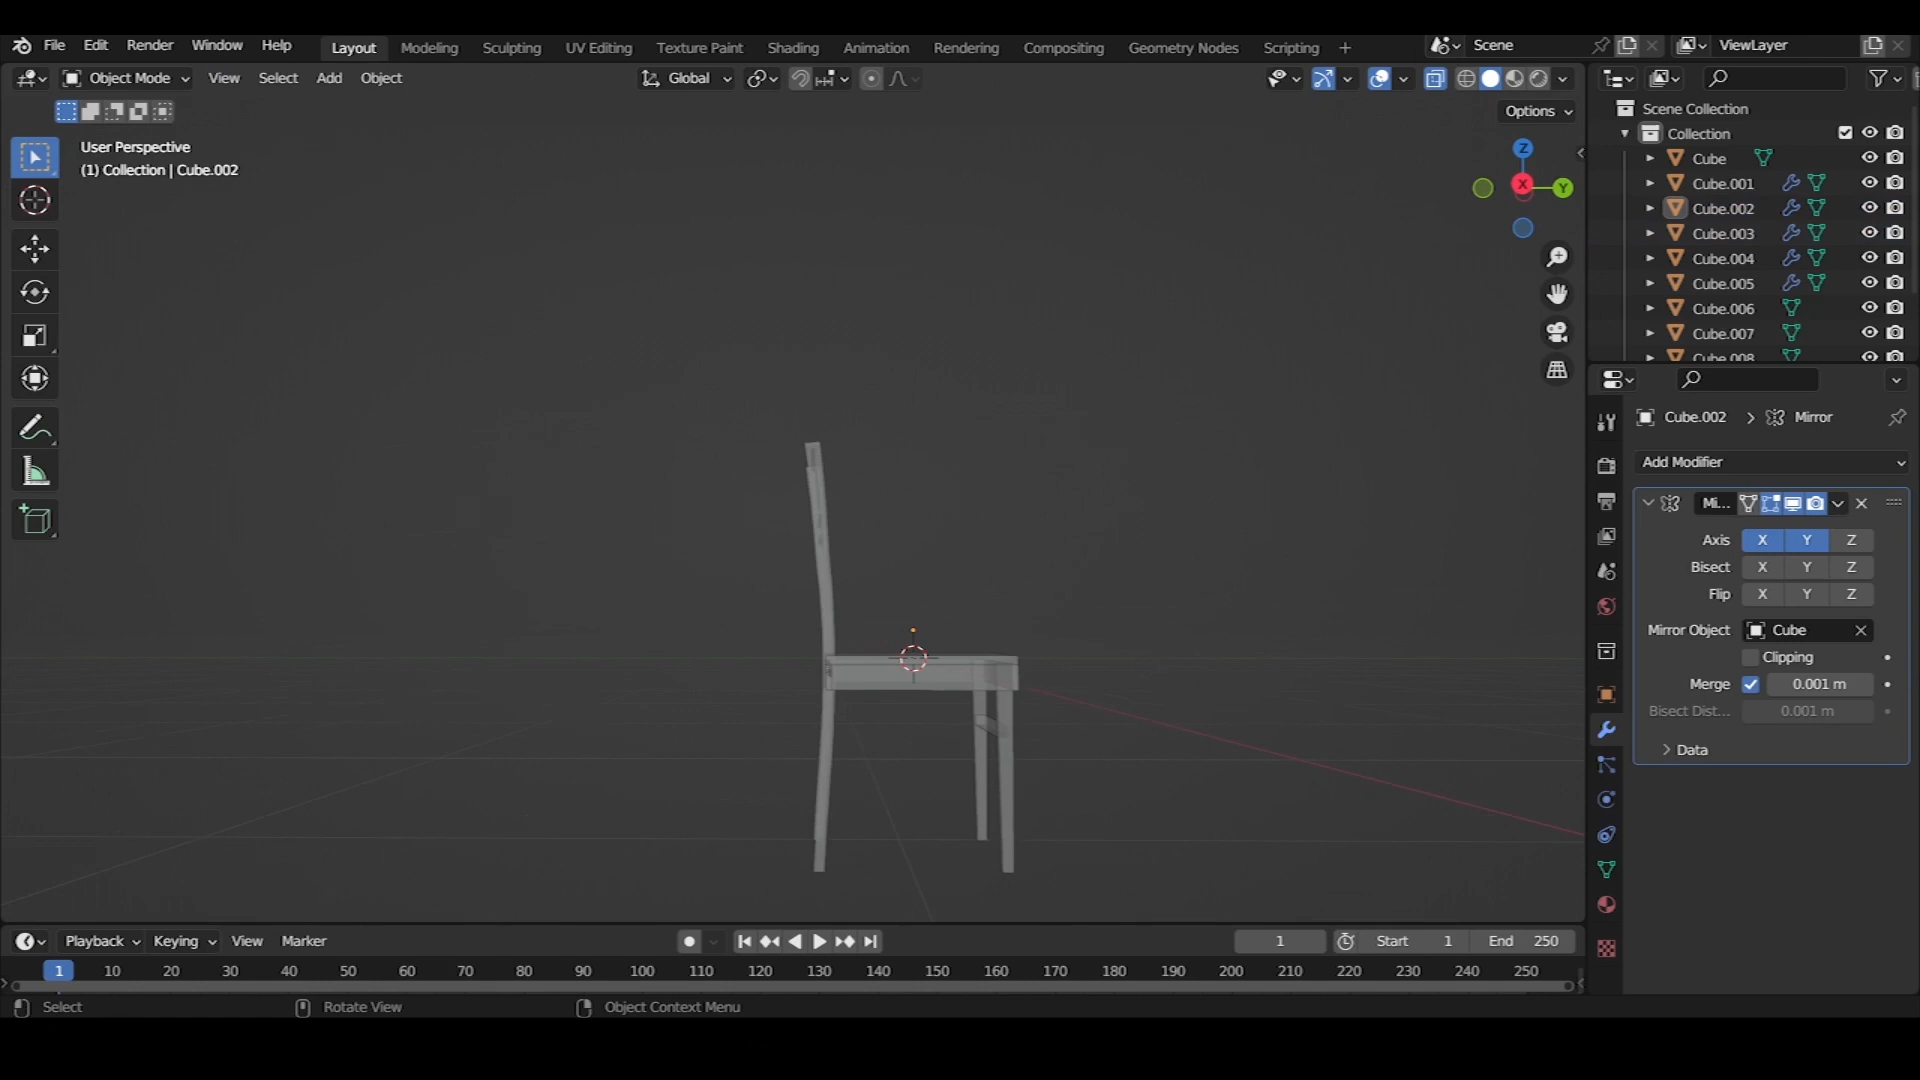 File Edit Render Window Help Layout Modeling Sculpting UV Editing Texture Paint Shading Animation Rendering Compositing Geometry Nodes Scripting + Scene ViewLayer
Object Mode View Select Add Object Global
Options
User Perspective
(1) Collection | Cube.002
Z
X
Y
Scene Collection
Collection
Cube
Cube.001
Cube.002
Cube.003
Cube.004
Cube.005
Cube.006
Cube.007
Cube.008
Cube.002 > Mirror
Add Modifier
Mi...
Axis X Y Z
Bisect X Y Z
Flip X Y Z
Mirror Object Cube
Clipping
Merge 0.001 m
Bisect Dist... 0.001 m
Data
Playback Keying View Marker 1 Start 1 End 250
1 10 20 30 40 50 60 70 80 90 100 110 120 130 140 150 160 170 180 190 200 210 220 230 240 250
Select Rotate View Object Context Menu